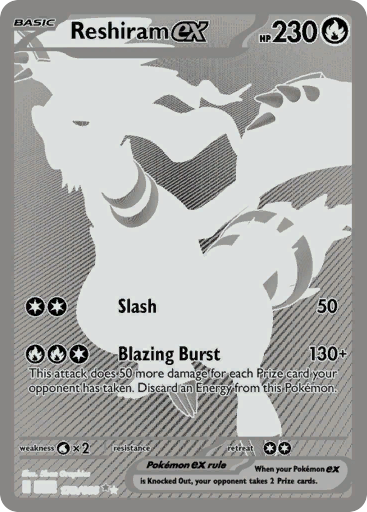 BASIC
Reshiram ex HP 230
Slash 50
Blazing Burst 130+
This attack does 50 more damage for each Prize card your
opponent has taken. Discard an Energy from this Pokémon.
weakness ×2 resistance retreat
Pokémon ex rule
When your Pokémon ex
is Knocked Out, your opponent takes 2 Prize cards.